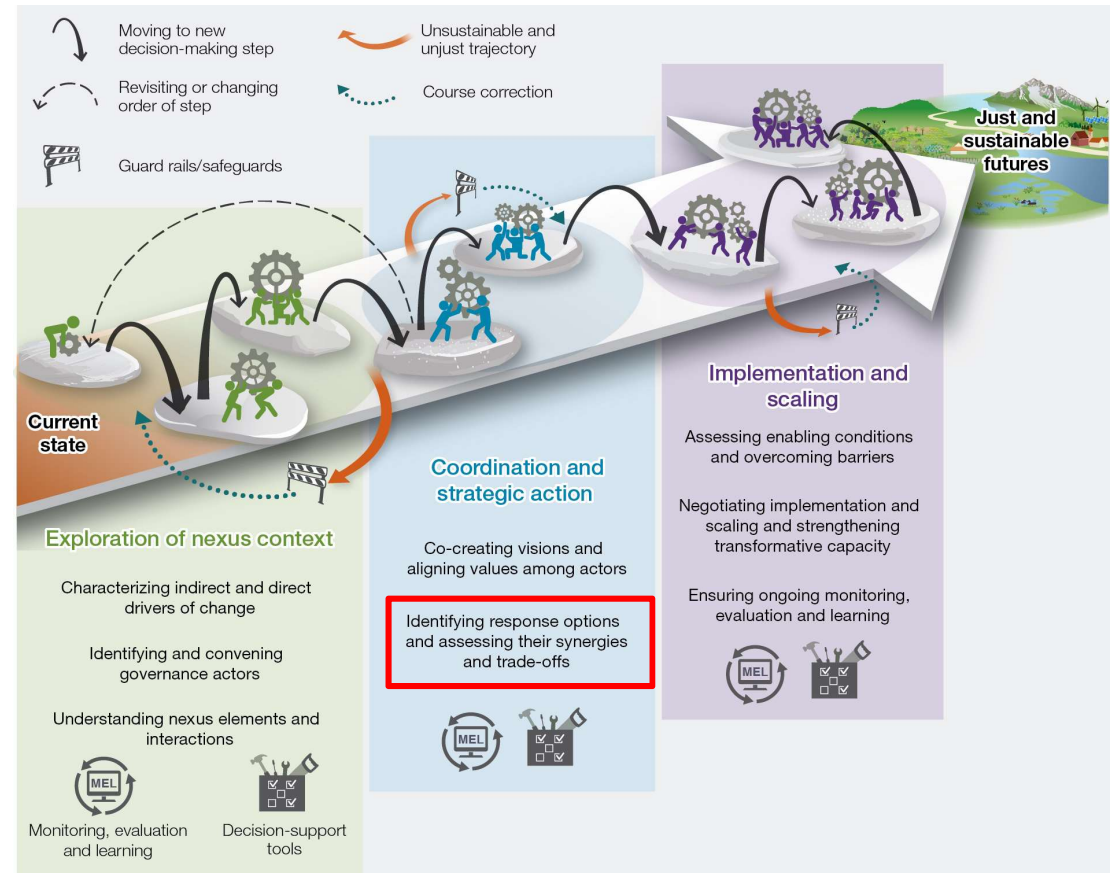 Moving to new
decision-making step
Unsustainable and
unjust trajectory
Revisiting or changing
order of step
Course correction
Guard rails/safeguards
Just and
sustainable
futures
Current
state
Exploration of nexus context
Characterizing indirect and direct
drivers of change
Identifying and convening
governance actors
Understanding nexus elements and
interactions
MEL
Monitoring, evaluation
and learning
Decision-support
tools
Coordination and
strategic action
Co-creating visions and
aligning values among actors
Identifying response options
and assessing their synergies
and trade-offs
MEL
Implementation and
scaling
Assessing enabling conditions
and overcoming barriers
Negotiating implementation and
scaling and strengthening
transformative capacity
Ensuring ongoing monitoring,
evaluation and learning
MEL